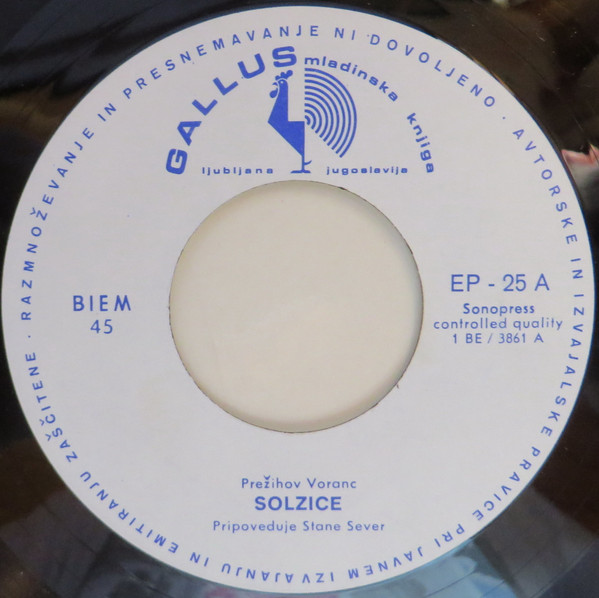 GALLUS
mladinska knjiga
ljubljana jugoslavija
BIEM
45
EP - 25 A
Sonopress
controlled quality
1 BE / 3861 A
Prežihov Voranc
SOLZICE
Pripoveduje Stane Sever
AVTORSKE IN IZVAJALSKE PRAVICE PRI JAVNEM IZVAJANJU IN EMITIRANJU ZAŠČITENE · RAZMNOŽEVANJE IN PRESNEMAVANJE NI DOVOLJENO ·